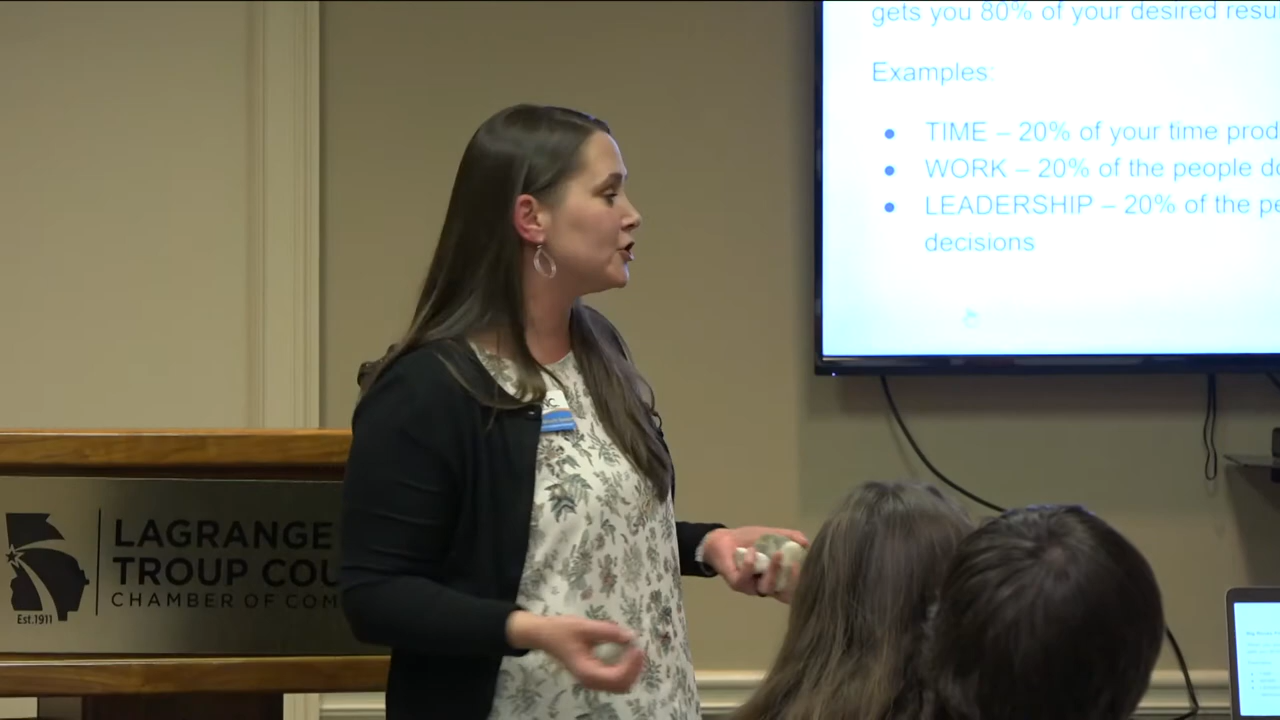 gets you 80% of your desired resu
Examples:
● TIME – 20% of your time prod
● WORK – 20% of the people do
● LEADERSHIP – 20% of the pe
decisions
NC
LAGRANGE
TROUP COU
CHAMBER OF COM
Est.1911